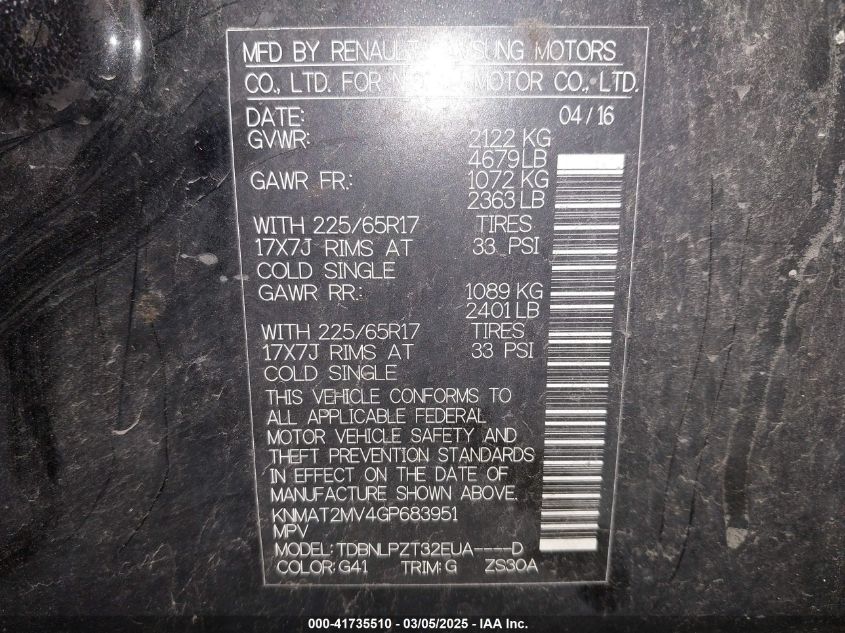 MFD BY RENAULT SAMSUNG MOTORS
CO., LTD. FOR MOTOR CO., LTD.
DATE: 04/16
GVWR: 2122 KG
4679LB
GAWR FR.: 1072 KG
2363 LB
WITH 225/65R17 TIRES
17X7J RIMS AT 33 PSI
COLD SINGLE
GAWR RR.: 1089 KG
2401 LB
WITH 225/65R17 TIRES
17X7J RIMS AT 33 PSI
COLD SINGLE
THIS VEHICLE CONFORMS TO
ALL APPLICABLE FEDERAL
MOTOR VEHICLE SAFETY AND
THEFT PREVENTION STANDARDS
IN EFFECT ON THE DATE OF
MANUFACTURE SHOWN ABOVE.
KNMAT2MV4GP683951
MPV
MODEL: TDBNLPZT32EUA----D
COLOR: G41 TRIM: G ZS30A
000-41735510 - 03/05/2025 - IAA Inc.